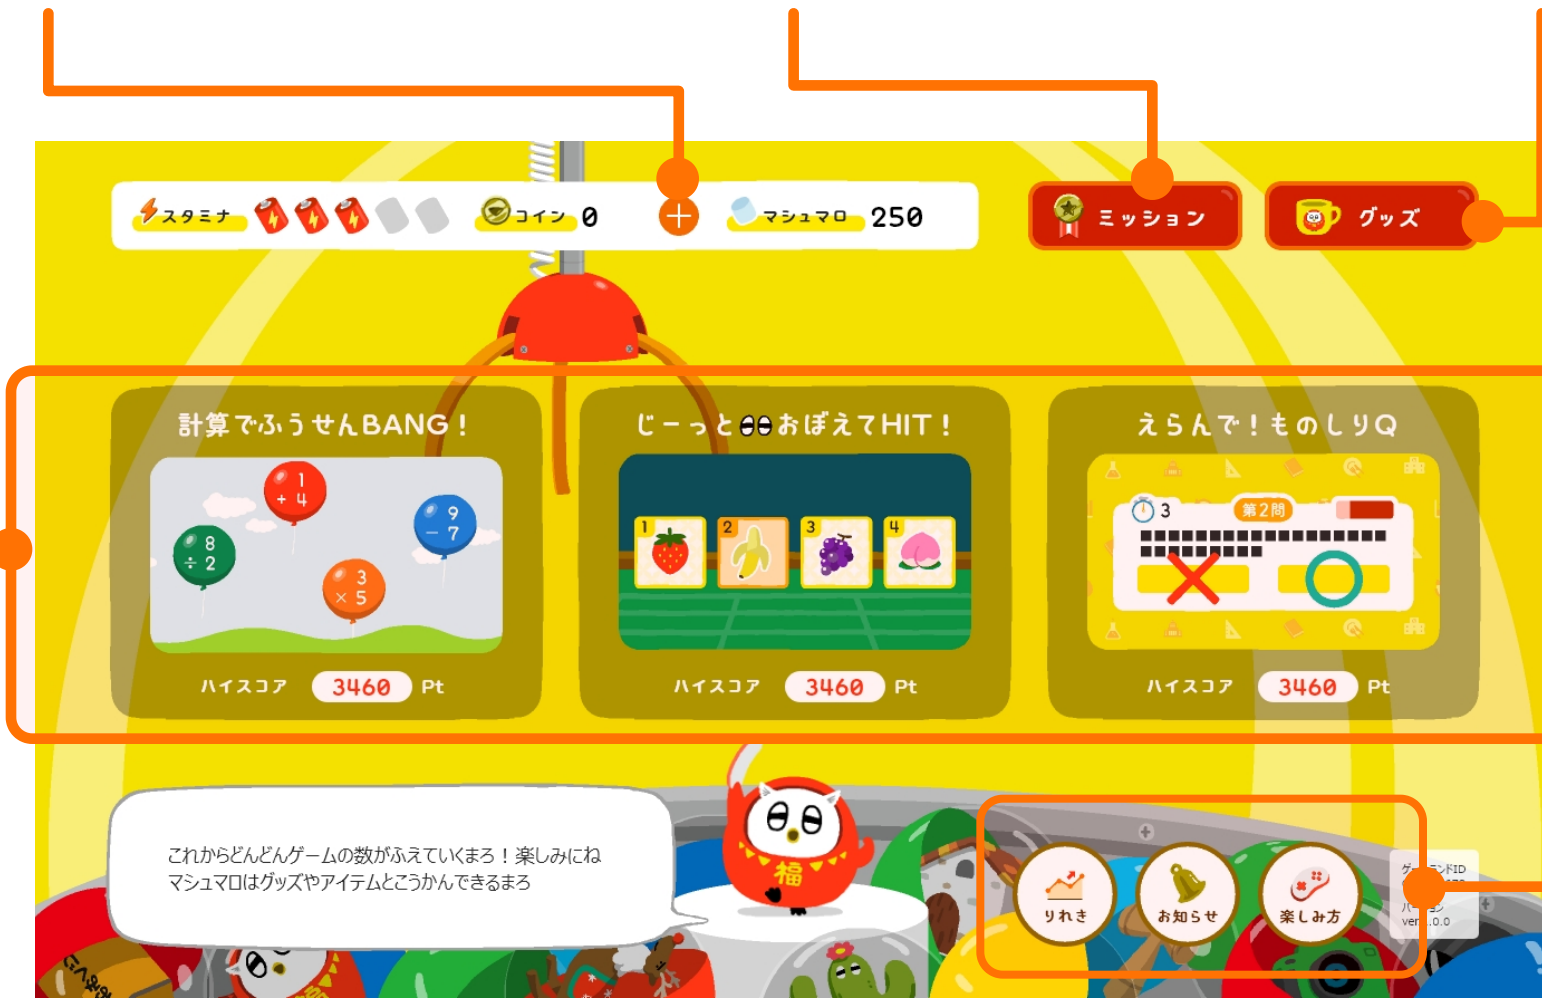 スタミナ コイン 0 マシュマロ 250
ミッション
グッズ
計算でふうせんBANG！
1
+ 4
9
- 7
8
÷ 2
3
× 5
ハイスコア 3460 Pt
じーっとおぼえてHIT！
1 2 3 4
ハイスコア 3460 Pt
えらんで！ものしりQ
3 第2問
ハイスコア 3460 Pt
これからどんどんゲームの数がふえていくまろ！楽しみにね
マシュマロはグッズやアイテムとこうかんできるまろ
福
りれき
お知らせ
楽しみ方